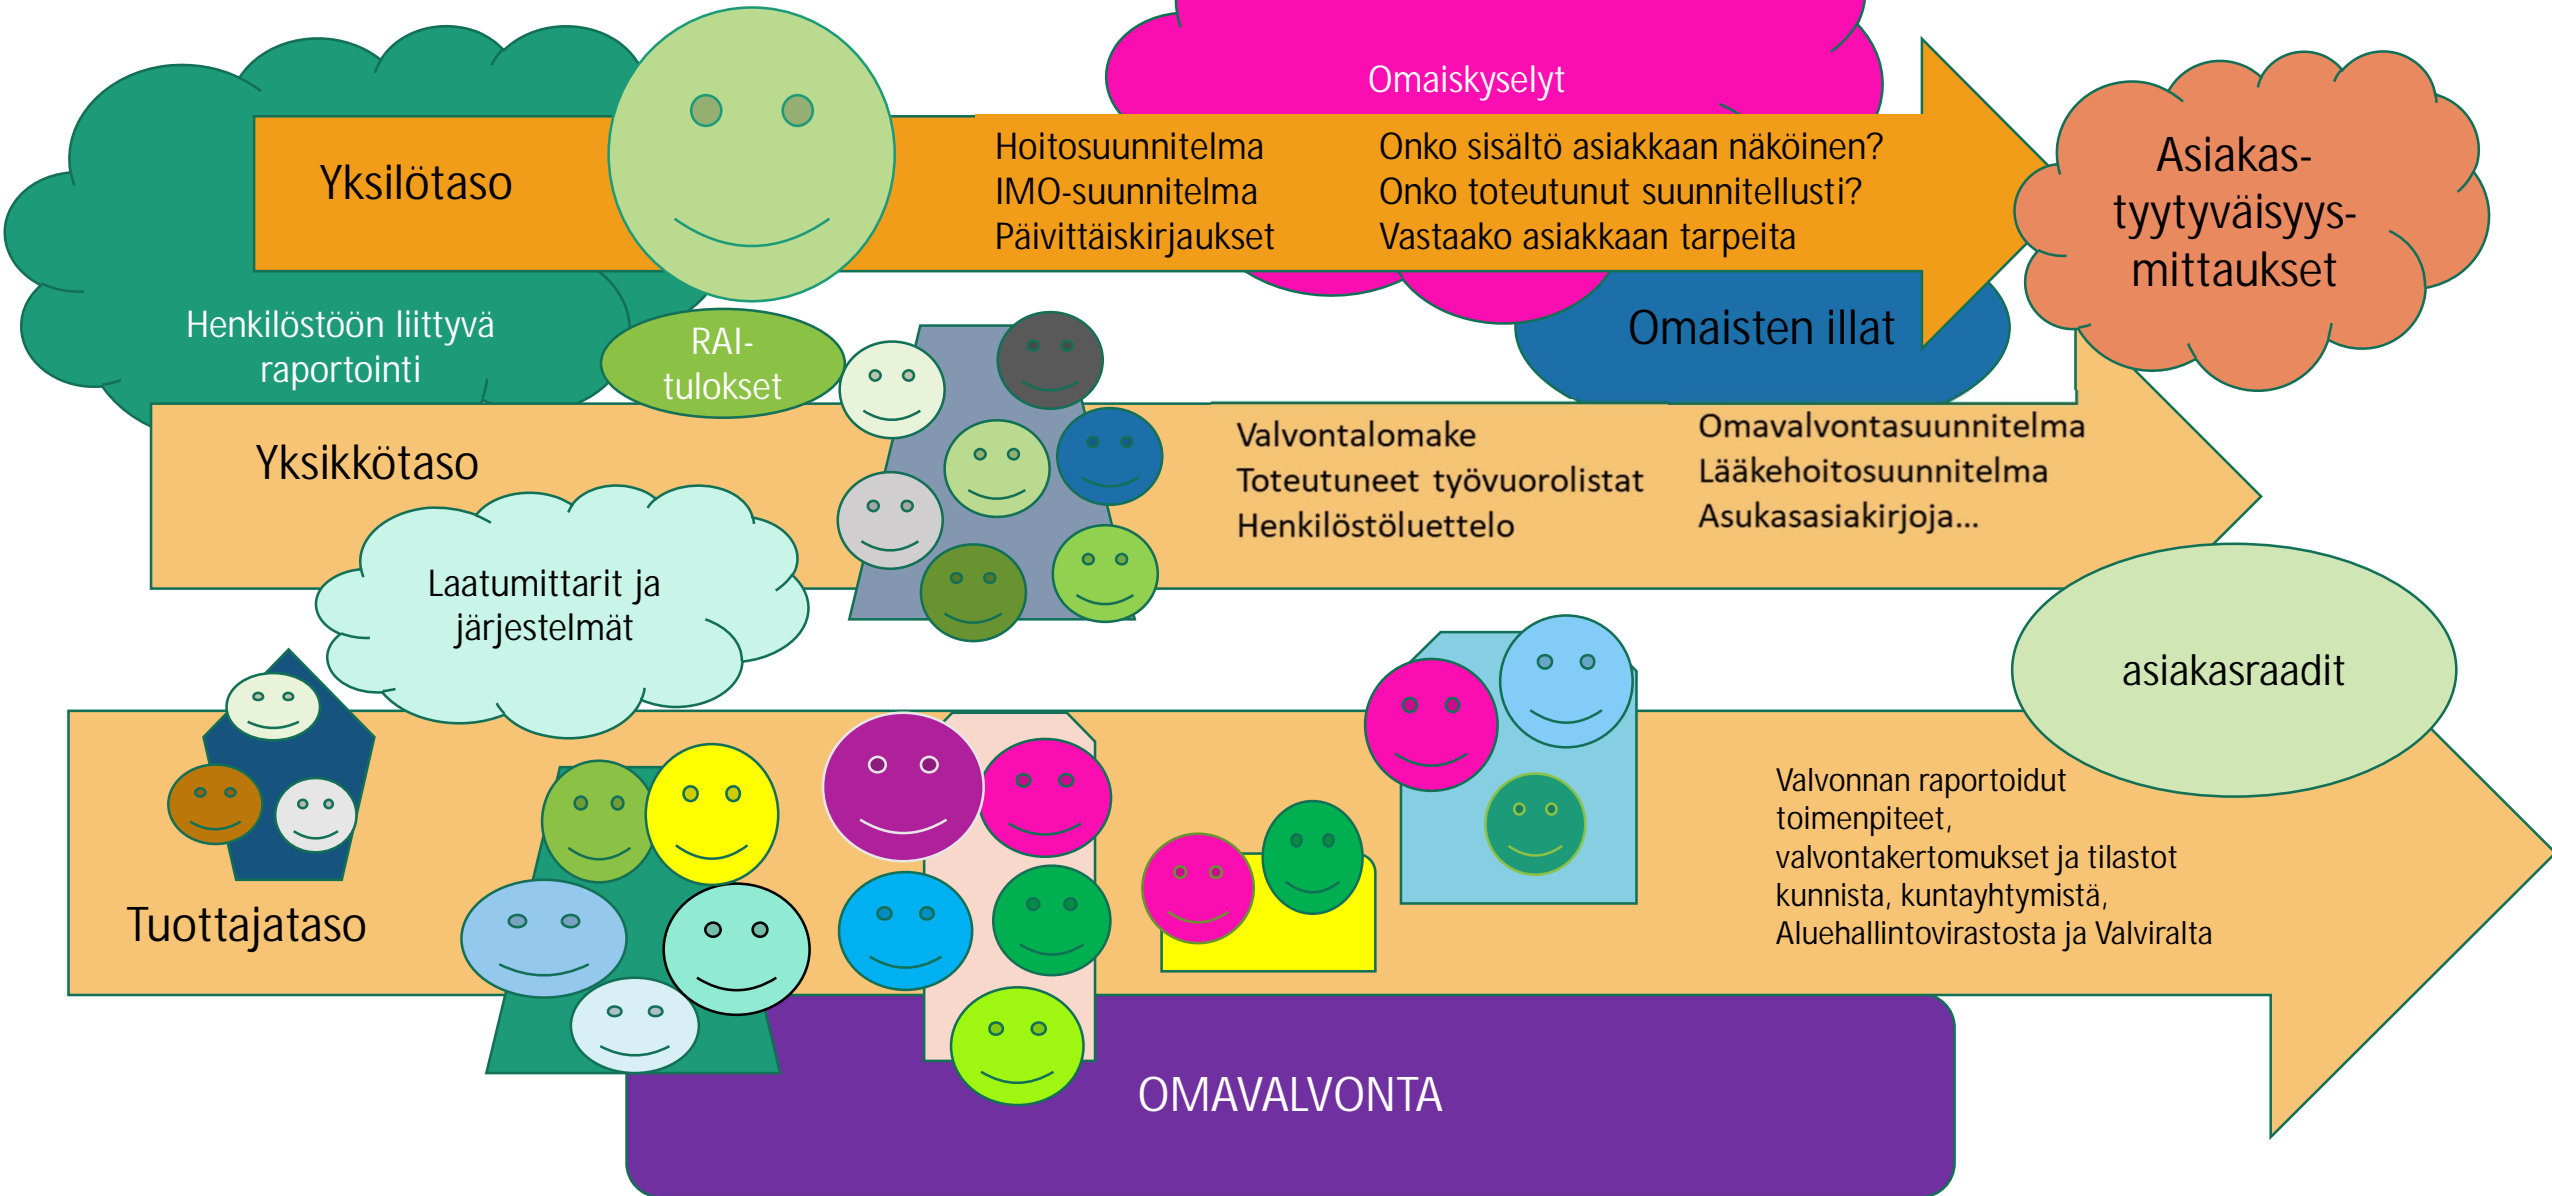 Omaiskyselyt
Yksilötaso
Hoitosuunnitelma
IMO-suunnitelma
Päivittäiskirjaukset
Onko sisältö asiakkaan näköinen?
Onko toteutunut suunnitellusti?
Vastaako asiakkaan tarpeita
Asiakas-
tyytyväisyys-
mittaukset
Henkilöstöön liittyvä
raportointi
RAI-
tulokset
Omaisten illat
Yksikkötaso
Valvontalomake
Toteutuneet työvuorolistat
Henkilöstöluettelo
Omavalvontasuunnitelma
Lääkehoitosuunnitelma
Asukasasiakirjoja...
Laatumittarit ja
järjestelmät
asiakasraadit
Tuottajataso
Valvonnan raportoidut
toimenpiteet,
valvontakertomukset ja tilastot
kunnista, kuntayhtymistä,
Aluehallintovirastosta ja Valviralta
OMAVALVONTA